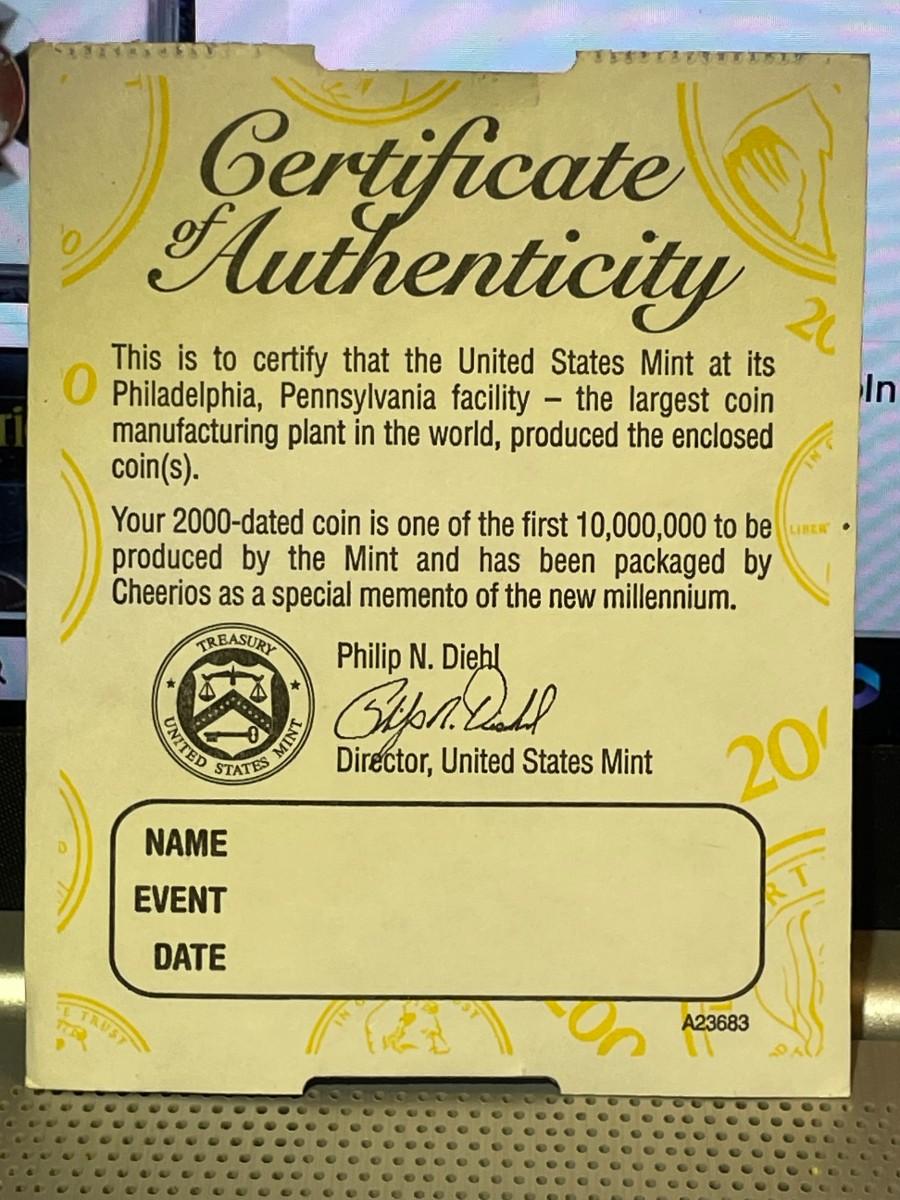 Certificate
of Authenticity
This is to certify that the United States Mint at its
Philadelphia, Pennsylvania facility – the largest coin
manufacturing plant in the world, produced the enclosed
coin(s).
Your 2000-dated coin is one of the first 10,000,000 to be
produced by the Mint and has been packaged by
Cheerios as a special memento of the new millennium.
TREASURY
UNITED STATES MINT
Philip N. Diehl
Philip N. Diehl
Director, United States Mint
NAME
EVENT
DATE
A23683